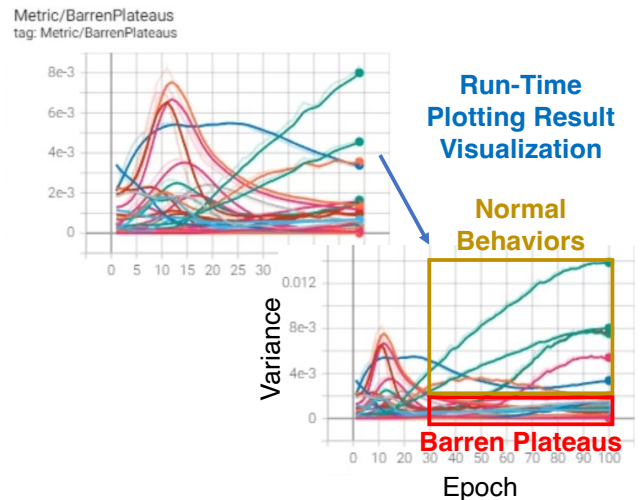 Metric/BarrenPlateaus
tag: Metric/BarrenPlateaus
8e-3
6e-3
4e-3
2e-3
0
0 5 10 15 20 25 30
Run-Time
Plotting Result
Visualization
Normal
Behaviors
Variance
0.012
8e-3
4e-3
0
Barren Plateaus
0 10 20 30 40 50 60 70 80 90 100
Epoch